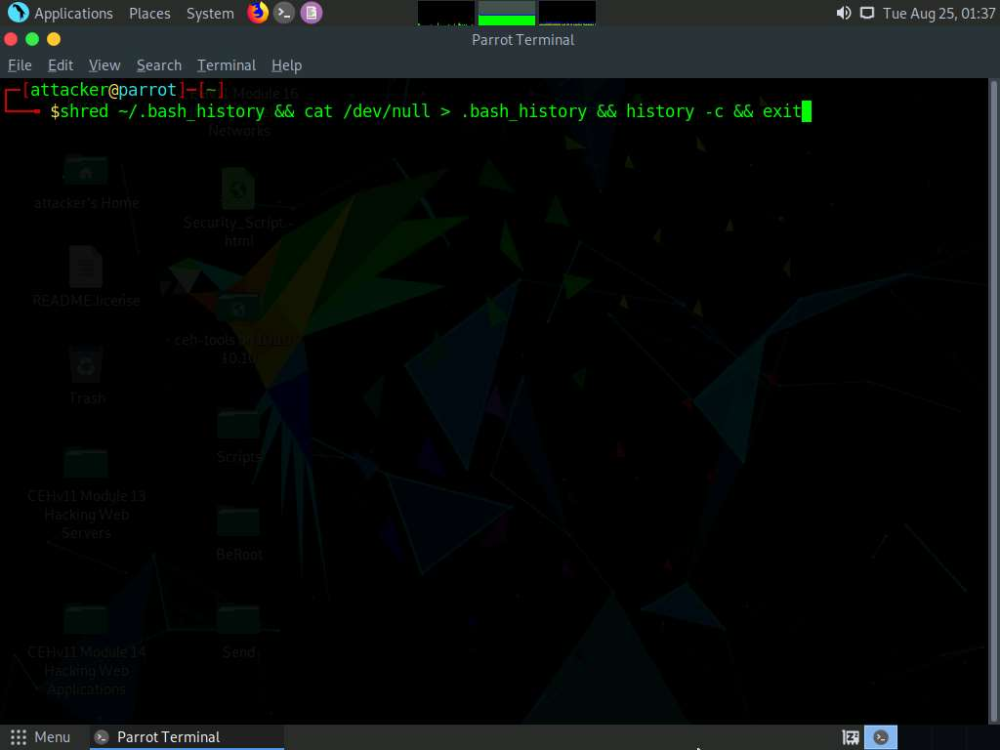 Applications Places System
Tue Aug 25, 01:37
Parrot Terminal
File Edit View Search Terminal Help
[attacker@parrot]─[~]
$shred ~/.bash_history && cat /dev/null > .bash_history && history -c && exit
Module 16
Networks
attacker's Home
Security_Script.-
html
README.license
ceh-tools on 10.10.
10.10
Trash
Scripts
CEHv11 Module 13
Hacking Web
Servers
BeRoot
CEHv11 Module 14
Hacking Web
Applications
Send
Menu
Parrot Terminal